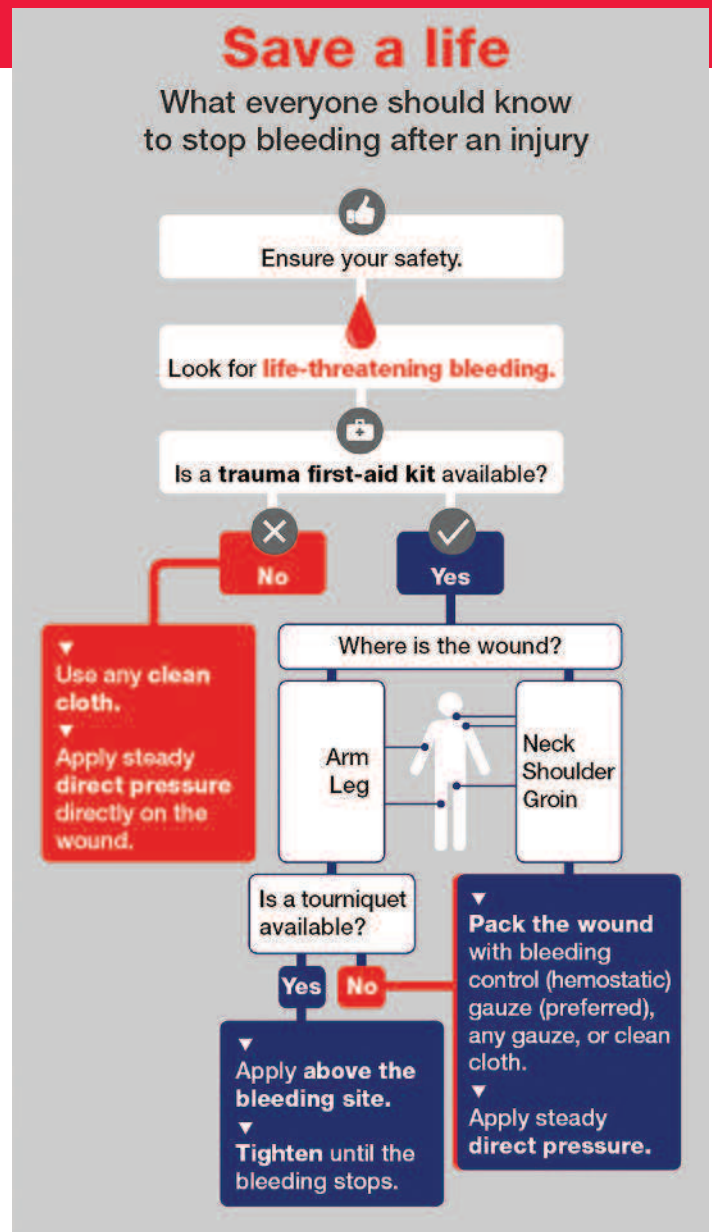 Save a life
What everyone should know
to stop bleeding after an injury
Ensure your safety.
Look for life-threatening bleeding.
Is a trauma first-aid kit available?
No
Yes
Use any clean
cloth.
Apply steady
direct pressure
directly on the
wound.
Where is the wound?
Arm
Leg
Neck
Shoulder
Groin
Is a tourniquet
available?
Yes
No
Apply above the
bleeding site.
Tighten until the
bleeding stops.
Pack the wound
with bleeding
control (hemostatic)
gauze (preferred),
any gauze, or clean
cloth.
Apply steady
direct pressure.